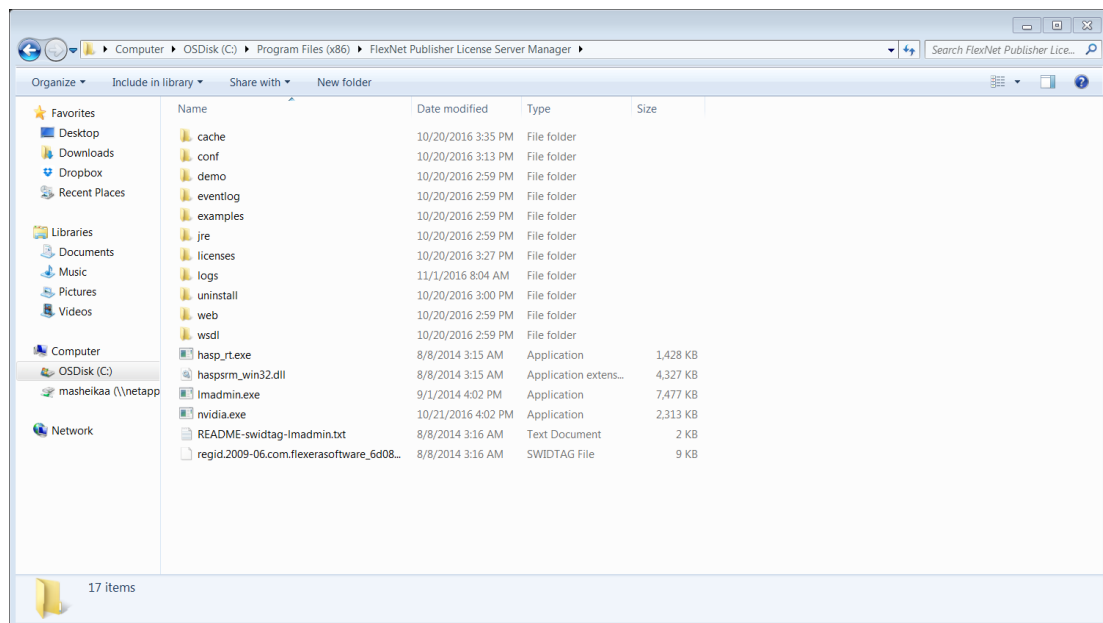 Computer ▸ OSDisk (C:) ▸ Program Files (x86) ▸ FlexNet Publisher License Server Manager ▸ Search FlexNet Publisher Lice...
Organize Include in library Share with New folder
Favorites
Desktop
Downloads
Dropbox
Recent Places
Libraries
Documents
Music
Pictures
Videos
Computer
OSDisk (C:)
masheikaa (\\netapp
Network
Name Date modified Type Size
cache 10/20/2016 3:35 PM File folder
conf 10/20/2016 3:13 PM File folder
demo 10/20/2016 2:59 PM File folder
eventlog 10/20/2016 2:59 PM File folder
examples 10/20/2016 2:59 PM File folder
jre 10/20/2016 2:59 PM File folder
licenses 10/20/2016 3:27 PM File folder
logs 11/1/2016 8:04 AM File folder
uninstall 10/20/2016 3:00 PM File folder
web 10/20/2016 2:59 PM File folder
wsdl 10/20/2016 2:59 PM File folder
hasp_rt.exe 8/8/2014 3:15 AM Application 1,428 KB
haspsrm_win32.dll 8/8/2014 3:15 AM Application extens... 4,327 KB
lmadmin.exe 9/1/2014 4:02 PM Application 7,477 KB
nvidia.exe 10/21/2016 4:02 PM Application 2,313 KB
README-swidtag-lmadmin.txt 8/8/2014 3:16 AM Text Document 2 KB
regid.2009-06.com.flexerasoftware_6d08... 8/8/2014 3:16 AM SWIDTAG File 9 KB
17 items